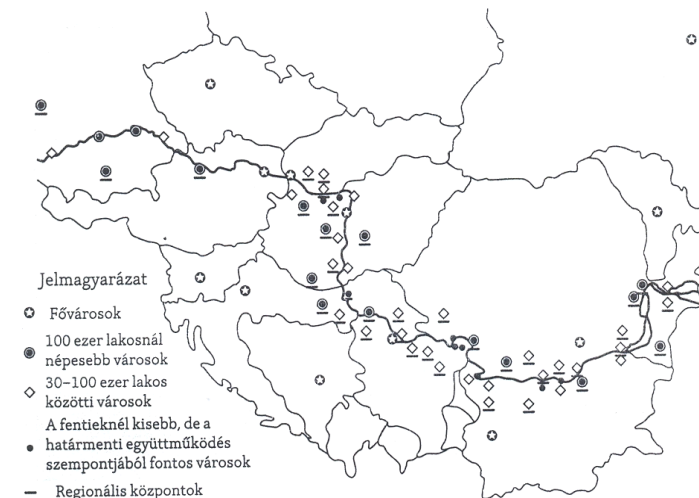 Jelmagyarázat
Fővárosok
100 ezer lakosnál
népesebb városok
30–100 ezer lakos
közötti városok
A fentieknél kisebb, de a
határmenti együttműködés
szempontjából fontos városok
Regionális központok